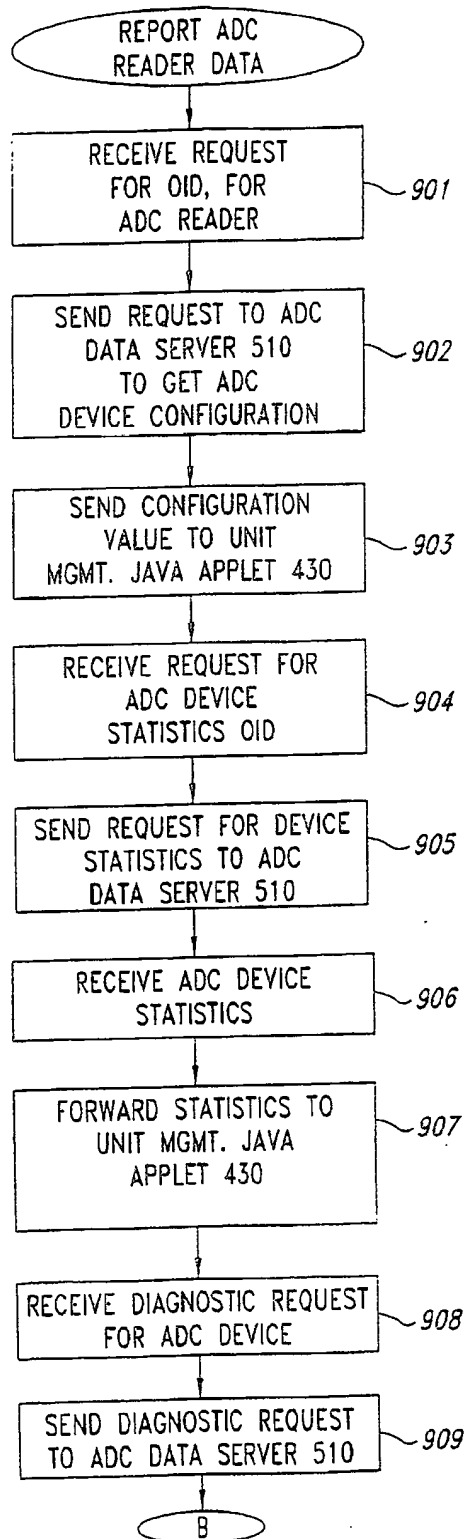 REPORT ADC
READER DATA
RECEIVE REQUEST
FOR OID, FOR
ADC READER
901
SEND REQUEST TO ADC
DATA SERVER 510
TO GET ADC
DEVICE CONFIGURATION
902
SEND CONFIGURATION
VALUE TO UNIT
MGMT. JAVA APPLET 430
903
RECEIVE REQUEST FOR
ADC DEVICE
STATISTICS OID
904
SEND REQUEST FOR DEVICE
STATISTICS TO ADC
DATA SERVER 510
905
RECEIVE ADC DEVICE
STATISTICS
906
FORWARD STATISTICS TO
UNIT MGMT. JAVA
APPLET 430
907
RECEIVE DIAGNOSTIC REQUEST
FOR ADC DEVICE
908
SEND DIAGNOSTIC REQUEST
TO ADC DATA SERVER 510
909
B